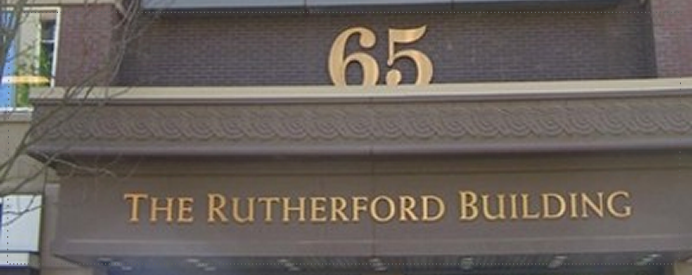 65
THE RUTHERFORD BUILDING